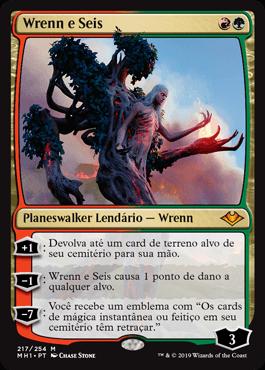 Wrenn e Seis
Planeswalker Lendário — Wrenn
+1: Devolva até um card de terreno alvo de
seu cemitério para sua mão.
-1: Wrenn e Seis causa 1 ponto de dano a
qualquer alvo.
-7: Você recebe um emblema com “Os cards
de mágica instantânea ou feitiço em seu
cemitério têm retraçar.”
3
217/254 M
MH1 • PT CHASE STONE
™ & © 2019 Wizards of the Coast